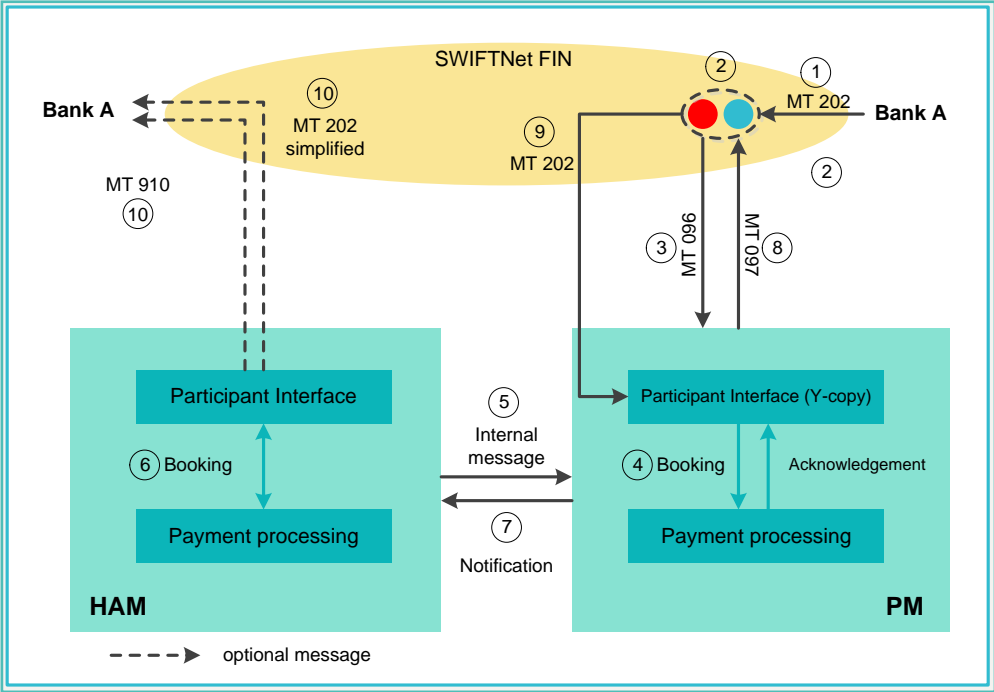 SWIFTNet FIN
2
1
MT 202
Bank A
Bank A
10
MT 202
simplified
9
MT 202
2
MT 910
10
3
MT 096
MT 097
8
Participant Interface
Participant Interface (Y-copy)
5
Internal
message
6 Booking
4 Booking
Acknowledgement
7
Notification
Payment processing
Payment processing
HAM
PM
optional message